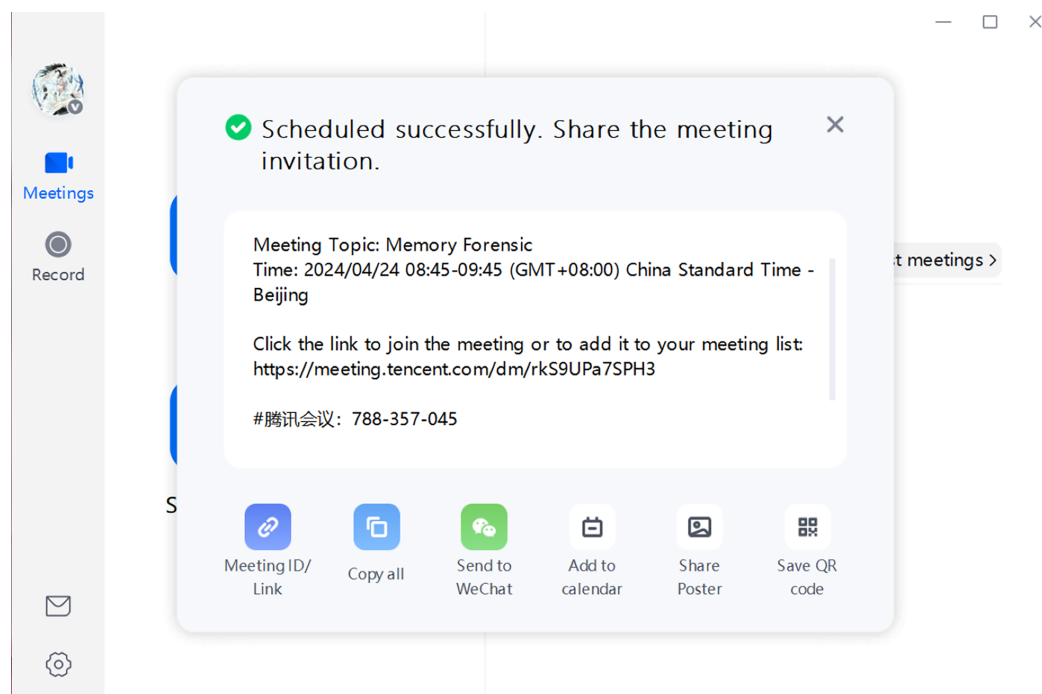 Scheduled successfully. Share the meeting
invitation.
Meetings
Record
Meeting Topic: Memory Forensic
Time: 2024/04/24 08:45-09:45 (GMT+08:00) China Standard Time -
Beijing
Click the link to join the meeting or to add it to your meeting list:
https://meeting.tencent.com/dm/rkS9UPa7SPH3
#腾讯会议：788-357-045
meetings >
Meeting ID/
Link
Copy all
Send to
WeChat
Add to
calendar
Share
Poster
Save QR
code